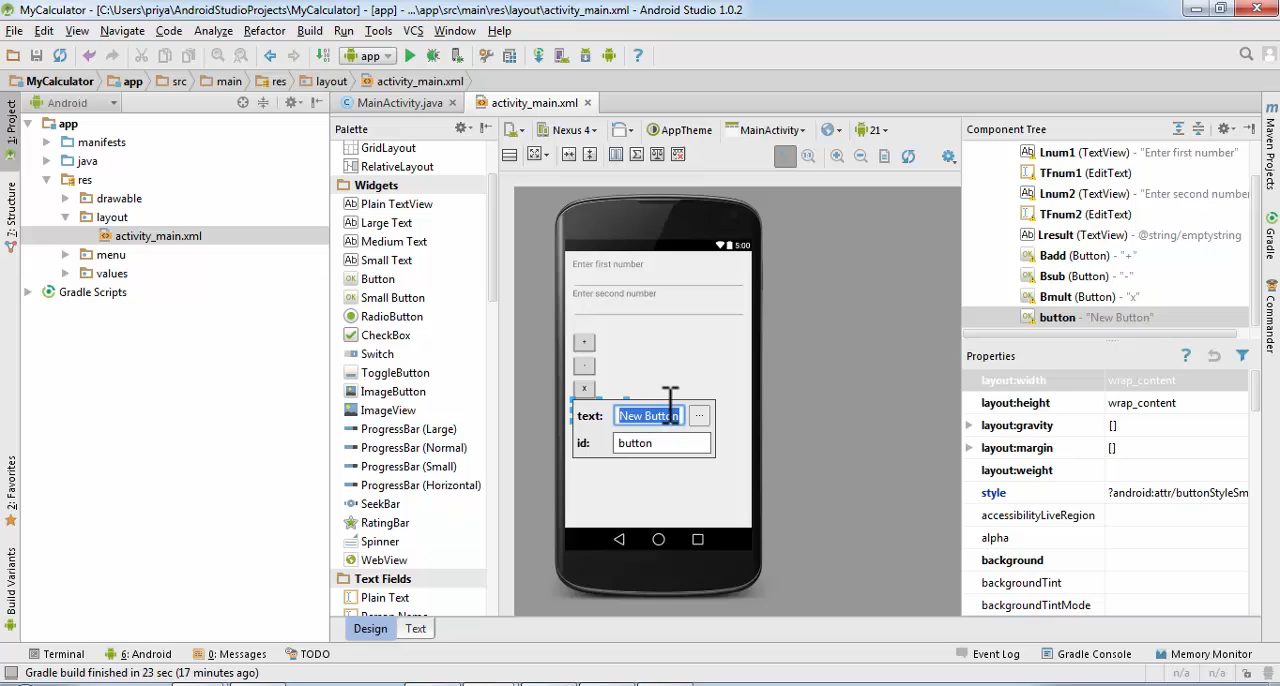 MyCalculator - [C:\Users\priya\AndroidStudioProjects\MyCalculator] - [app] - ...\app\src\main\res\layout\activity_main.xml - Android Studio 1.0.2
File Edit View Navigate Code Analyze Refactor Build Run Tools VCS Window Help
app
MyCalculator app src main res layout activity_main.xml
Android
MainActivity.java
activity_main.xml
1: Project
7: Structure
2: Favorites
Build Variants
app
manifests
java
res
drawable
layout
activity_main.xml
menu
values
Gradle Scripts
Palette
GridLayout
RelativeLayout
Widgets
Plain TextView
Large Text
Medium Text
Small Text
Button
Small Button
RadioButton
CheckBox
Switch
ToggleButton
ImageButton
ImageView
ProgressBar (Large)
ProgressBar (Normal)
ProgressBar (Small)
ProgressBar (Horizontal)
SeekBar
RatingBar
Spinner
WebView
Text Fields
Plain Text
Person Name
Design Text
Nexus 4 AppTheme MainActivity 21
5:00
Enter first number
Enter second number
+
-
x
text: New Button ...
id: button
Component Tree
Lnum1 (TextView) - "Enter first number"
TFnum1 (EditText)
Lnum2 (TextView) - "Enter second number
TFnum2 (EditText)
Lresult (TextView) - @string/emptystring
Badd (Button) - "+"
Bsub (Button) - "-"
Bmult (Button) - "x"
button - "New Button"
Properties
layout:width wrap_content
layout:height wrap_content
layout:gravity []
layout:margin []
layout:weight
style ?android:attr/buttonStyleSm
accessibilityLiveRegion
alpha
background
backgroundTint
backgroundTintMode
Maven Projects
Gradle
Commander
Terminal 6: Android 0: Messages TODO Event Log Gradle Console Memory Monitor
Gradle build finished in 23 sec (17 minutes ago) n/a n/a